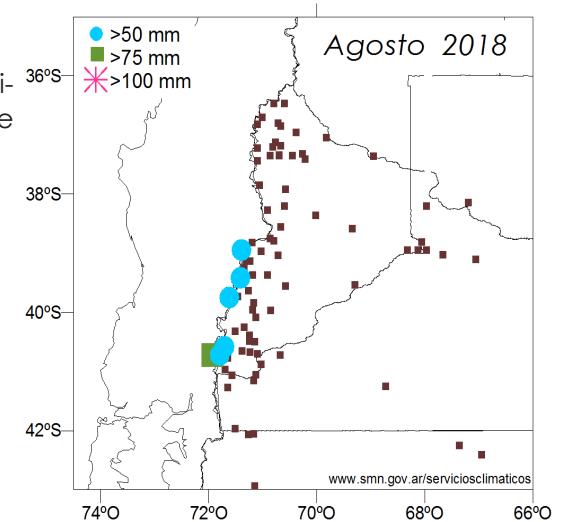 >50 mm
>75 mm
>100 mm
Agosto 2018
i-
e
36ºS
38ºS
40ºS
42ºS
www.smn.gov.ar/serviciosclimaticos
74ºO 72ºO 70ºO 68ºO 66ºO